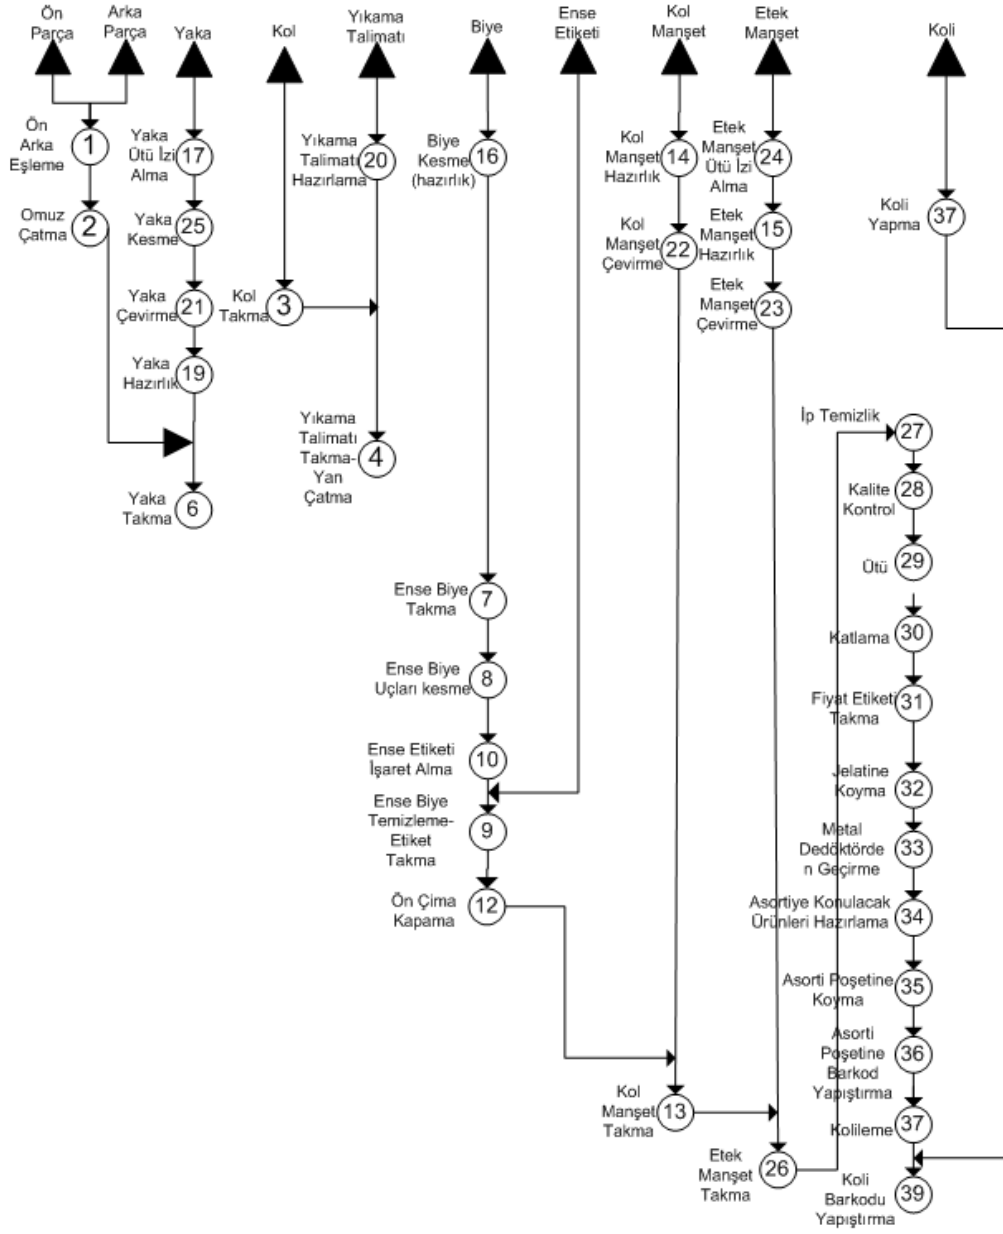 Ön
Parça
Arka
Parça
Yaka
Kol
Yıkama
Talimatı
Biye
Ense
Etiketi
Kol
Manşet
Etek
Manşet
Koli
Ön
Arka
Eşleme
1
Omuz
Çatma
2
Yaka
Ütü İzi
Alma
17
Yaka
Kesme
25
Yaka
Çevirme
21
Yaka
Hazırlık
19
Yaka
Takma
6
Kol
Takma
3
Yıkama
Talimatı
Hazırlama
20
Yıkama
Talimatı
Takma-
Yan
Çatma
4
Biye
Kesme
(hazırlık)
16
Ense Biye
Takma
7
Ense Biye
Uçları kesme
8
Ense Etiketi
İşaret Alma
10
Ense Biye
Temizleme-
Etiket
Takma
9
Ön Çima
Kapama
12
Kol
Manşet
Hazırlık
14
Kol
Manşet
Çevirme
22
Kol
Manşet
Takma
13
Etek
Manşet
Ütü İzi
Alma
24
Etek
Manşet
Hazırlık
15
Etek
Manşet
Çevirme
23
Etek
Manşet
Takma
26
Koli
Yapma
37
İp Temizlik
27
Kalite
Kontrol
28
Ütü
29
Katlama
30
Fiyat Etiketi
Takma
31
Jelatine
Koyma
32
Metal
Dedöktörde
n Geçirme
33
Asortiye Konulacak
Ürünleri Hazırlama
34
Asorti Poşetine
Koyma
35
Asorti
Poşetine
Barkod
Yapıştırma
36
Kolileme
37
Koli
Barkodu
Yapıştırma
39